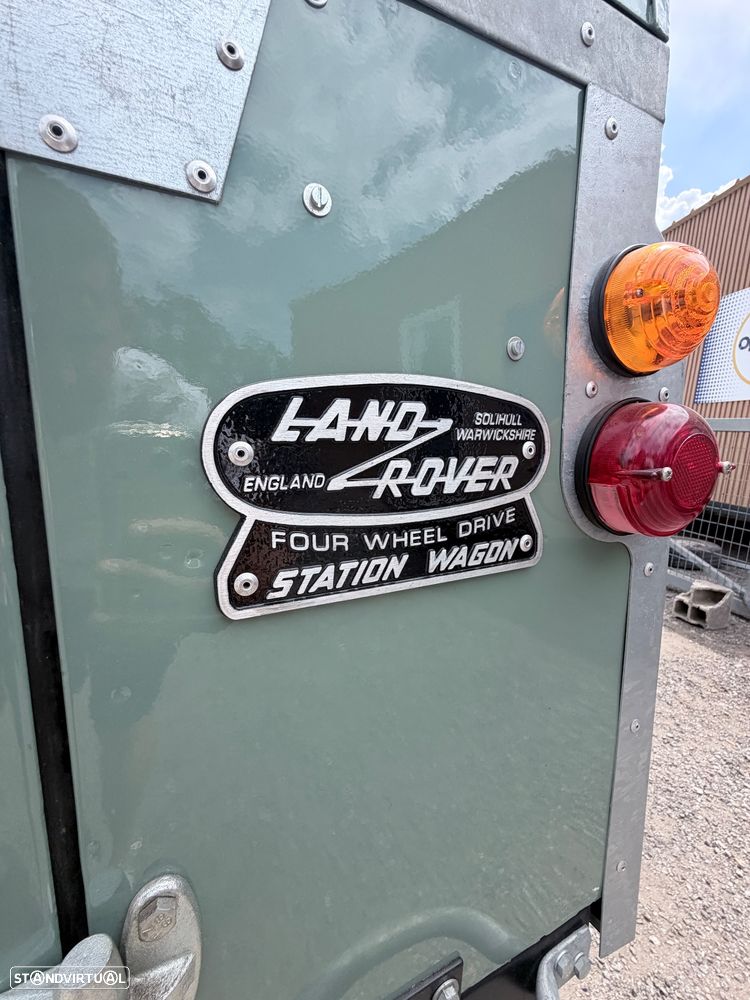 LAND
ROVER
SOLIHULL
WARWICKSHIRE
ENGLAND
FOUR WHEEL DRIVE
STATION WAGON
STANDVIRTUAL